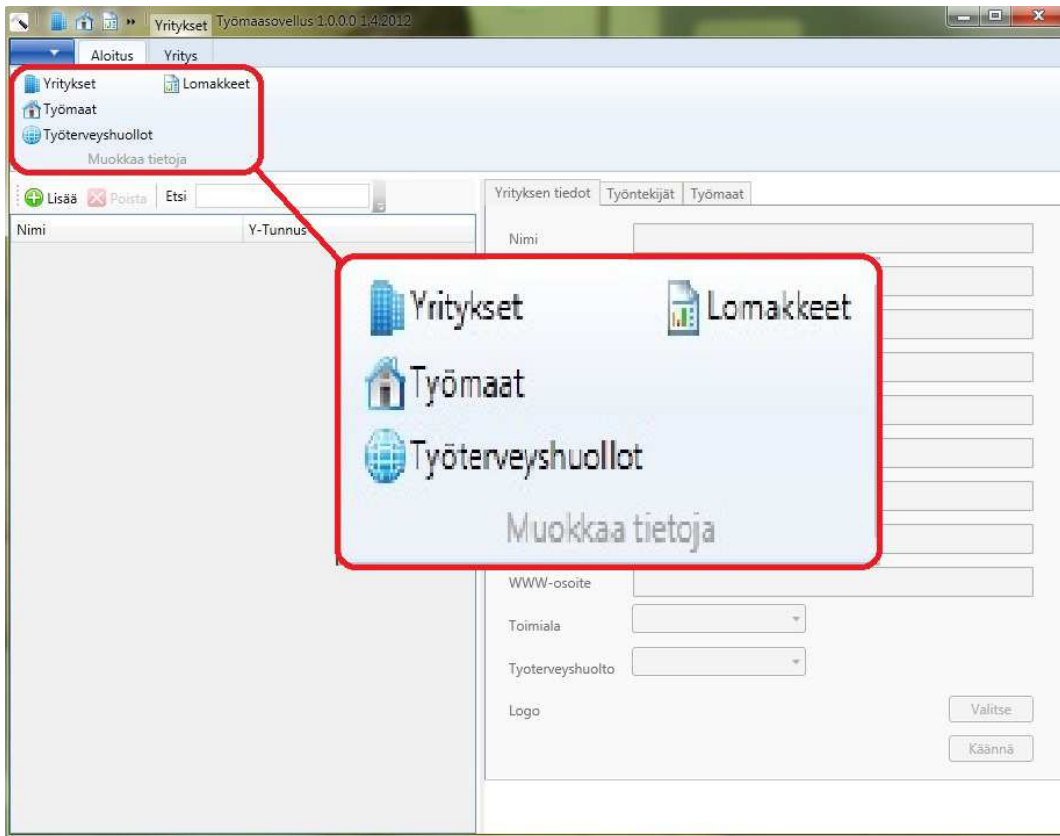 Yritykset Työmaasovellus 1.0.0.0 1.4.2012
Aloitus Yritys
Yritykset Lomakkeet
Työmaat
Työterveyshuollot
Muokkaa tietoja
Lisää Poista Etsi
Nimi Y-Tunnus
Yrityksen tiedot Työntekijät Työmaat
Nimi
Yritykset Lomakkeet
Työmaat
Työterveyshuollot
Muokkaa tietoja
WWW-osoite
Toimiala
Tyoterveyshuolto
Logo Valitse
Käännä